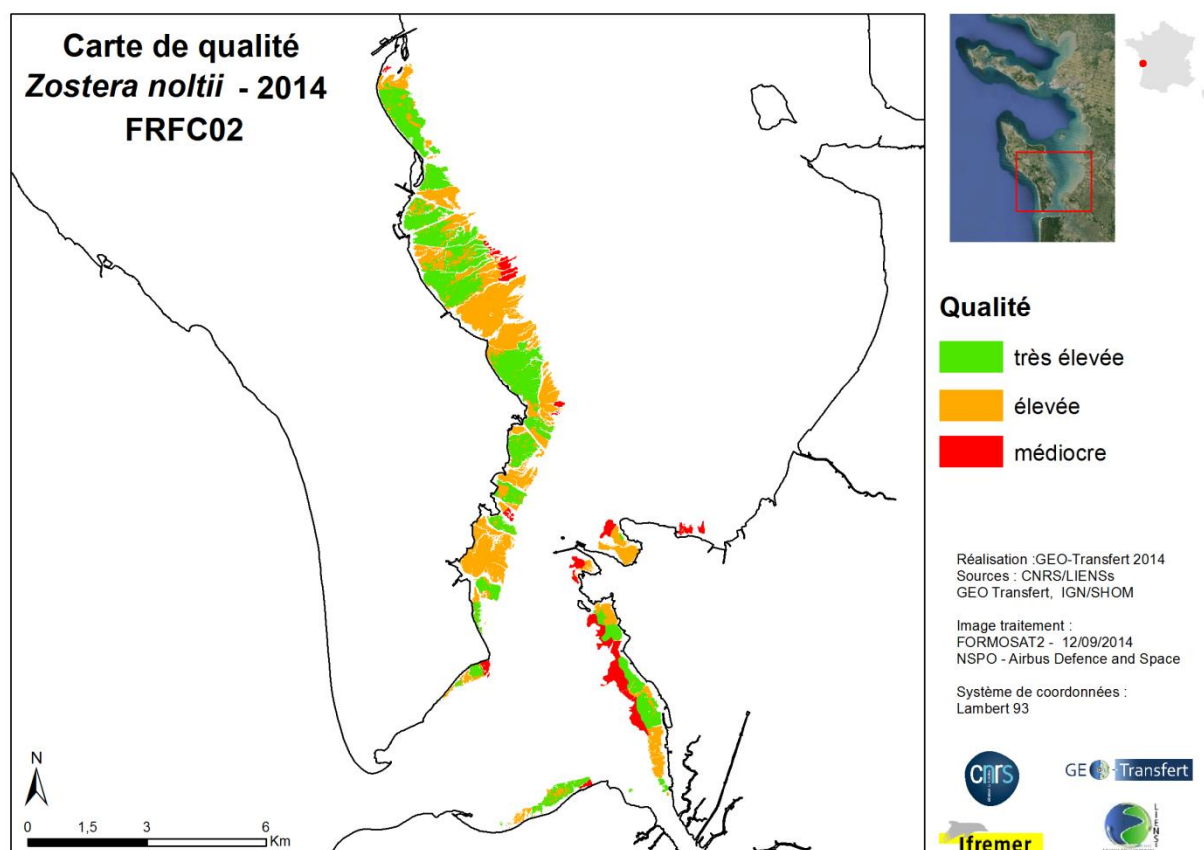 Carte de qualité
Zostera noltii - 2014
FRFC02
Qualité
très élevée
élevée
médiocre
Réalisation :GEO-Transfert 2014
Sources : CNRS/LIENSs
GEO Transfert, IGN/SHOM
Image traitement :
FORMOSAT2 - 12/09/2014
NSPO - Airbus Defence and Space
Système de coordonnées :
Lambert 93
N
0 1,5 3 6
Km
cnrs
GEO-Transfert
Ifremer
LIENSs